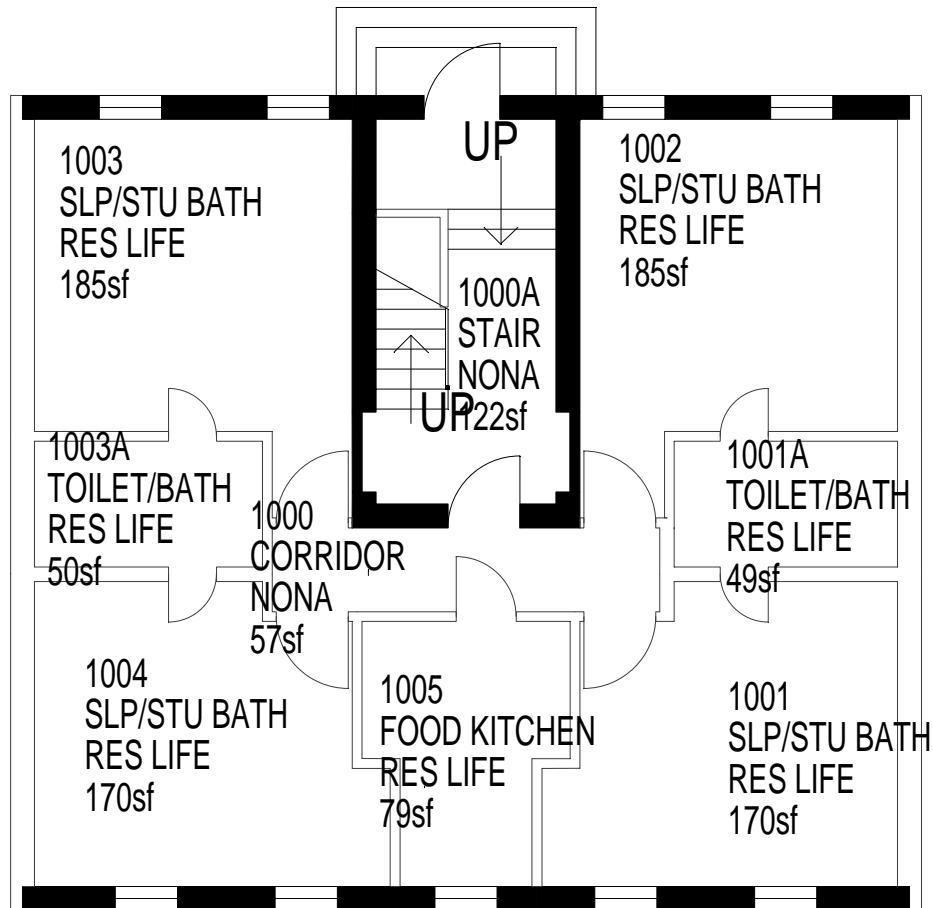 UP
1003
SLP/STU BATH
RES LIFE
185sf
1002
SLP/STU BATH
RES LIFE
185sf
1000A
STAIR
NONA
122sf
UP
1003A
TOILET/BATH
RES LIFE
50sf
1000
CORRIDOR
NONA
57sf
1001A
TOILET/BATH
RES LIFE
49sf
1004
SLP/STU BATH
RES LIFE
170sf
1005
FOOD KITCHEN
RES LIFE
79sf
1001
SLP/STU BATH
RES LIFE
170sf